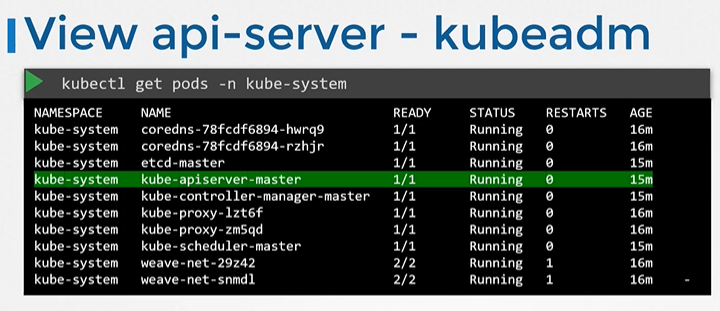 View api-server - kubeadm
kubectl get pods -n kube-system
NAMESPACE NAME READY STATUS RESTARTS AGE
kube-system coredns-78fcdf6894-hwrq9 1/1 Running 0 16m
kube-system coredns-78fcdf6894-rzhjr 1/1 Running 0 16m
kube-system etcd-master 1/1 Running 0 15m
kube-system kube-apiserver-master 1/1 Running 0 15m
kube-system kube-controller-manager-master 1/1 Running 0 15m
kube-system kube-proxy-lzt6f 1/1 Running 0 16m
kube-system kube-proxy-zm5qd 1/1 Running 0 16m
kube-system kube-scheduler-master 1/1 Running 0 15m
kube-system weave-net-29z42 2/2 Running 1 16m
kube-system weave-net-snmdl 2/2 Running 1 16m